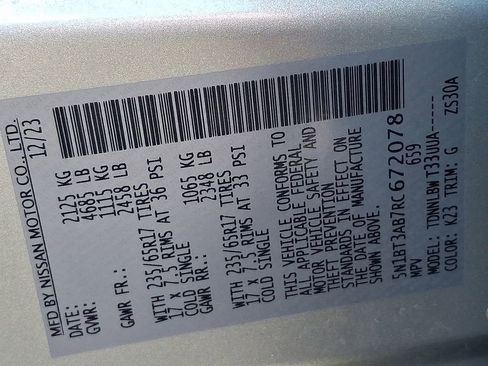 MFD BY NISSAN MOTOR CO., LTD.
DATE: 12/23
GVWR: 2125 KG
4685 LB
GAWR FR.: 1115 KG
2458 LB
WITH 235/65R17 TIRES
17 x 7.5 RIMS AT 36 PSI
COLD SINGLE
GAWR RR.: 1065 KG
2348 LB
WITH 235/65R17 TIRES
17 x 7.5 RIMS AT 33 PSI
COLD SINGLE
THIS VEHICLE CONFORMS TO
ALL APPLICABLE FEDERAL
MOTOR VEHICLE SAFETY AND
THEFT PREVENTION
STANDARDS IN EFFECT ON
THE DATE OF MANUFACTURE
SHOWN ABOVE.
5N1BT3AB7RC672078
MPV 659
MODEL: TDNNLBW T33UUA------
COLOR: K23 TRIM: G ZS30A